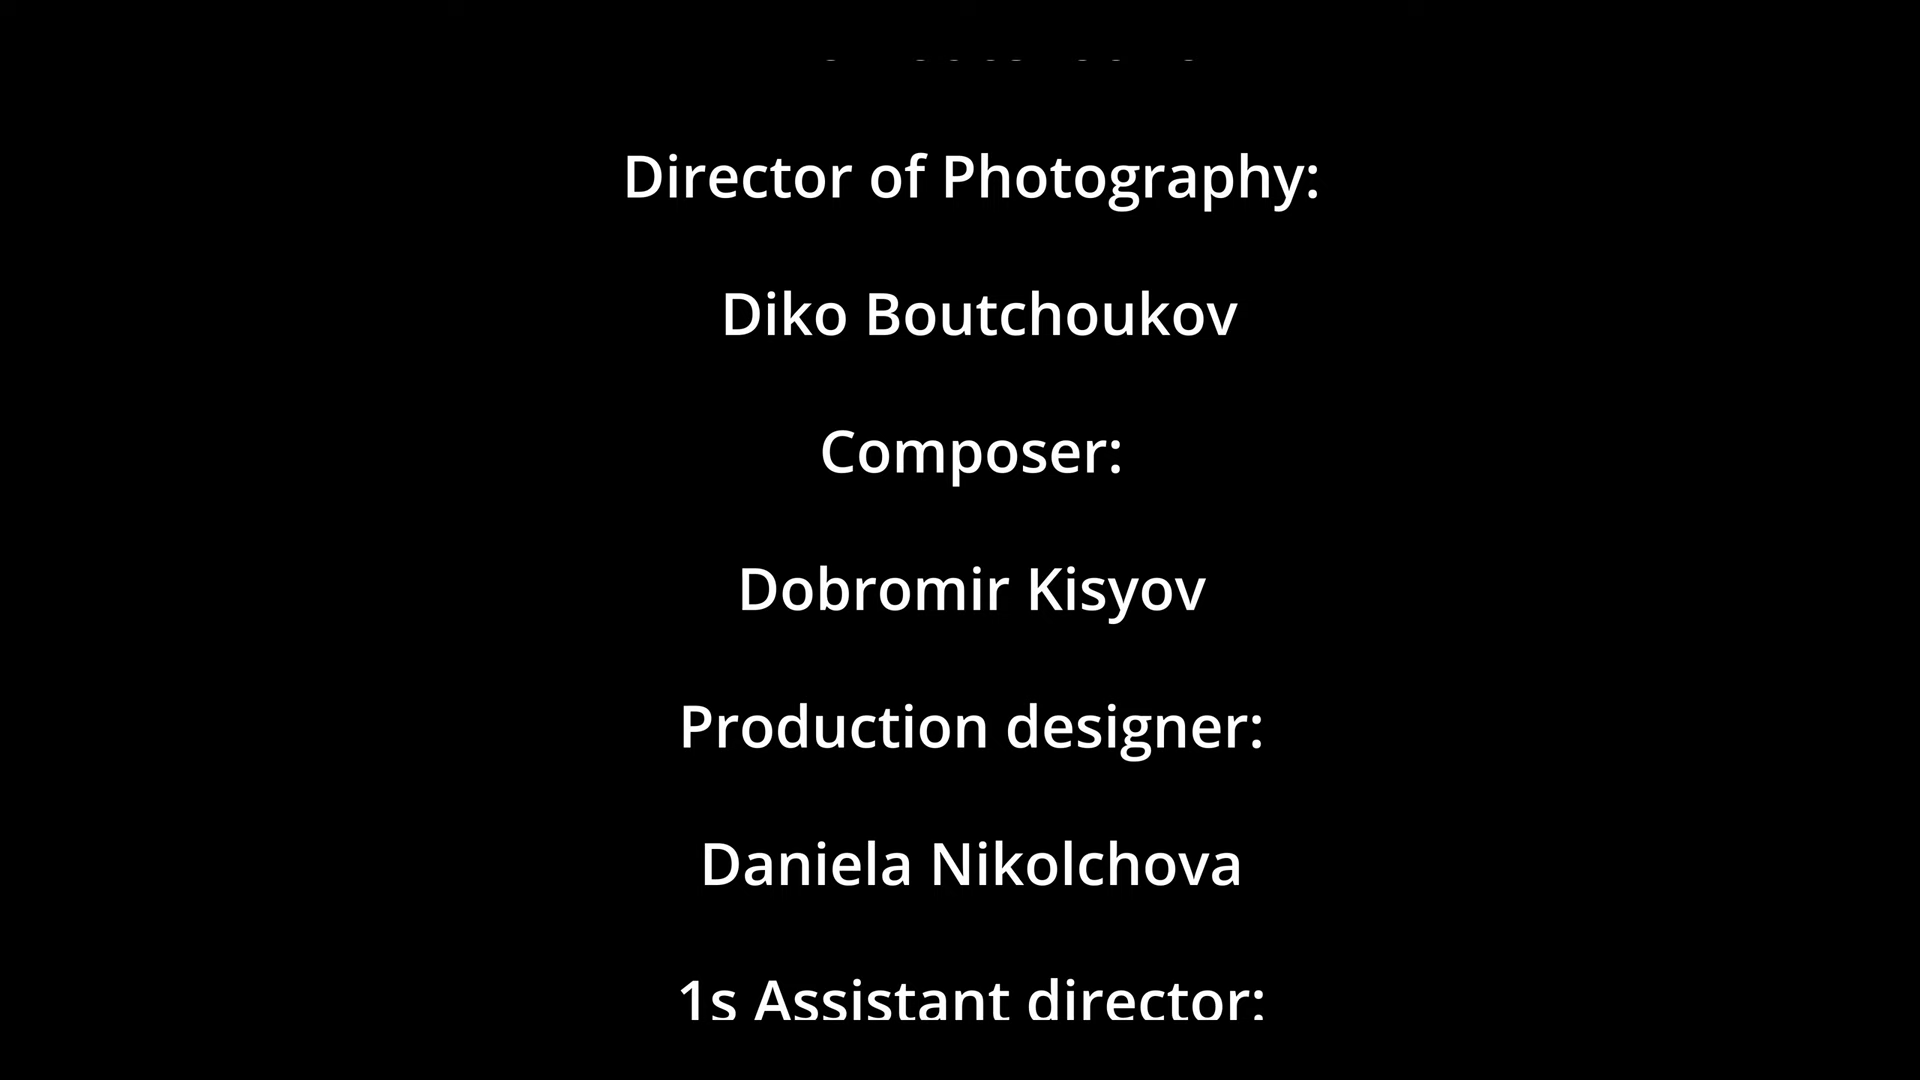 Director of Photography:
Diko Boutchoukov
Composer:
Dobromir Kisyov
Production designer:
Daniela Nikolchova
1s Assistant director: